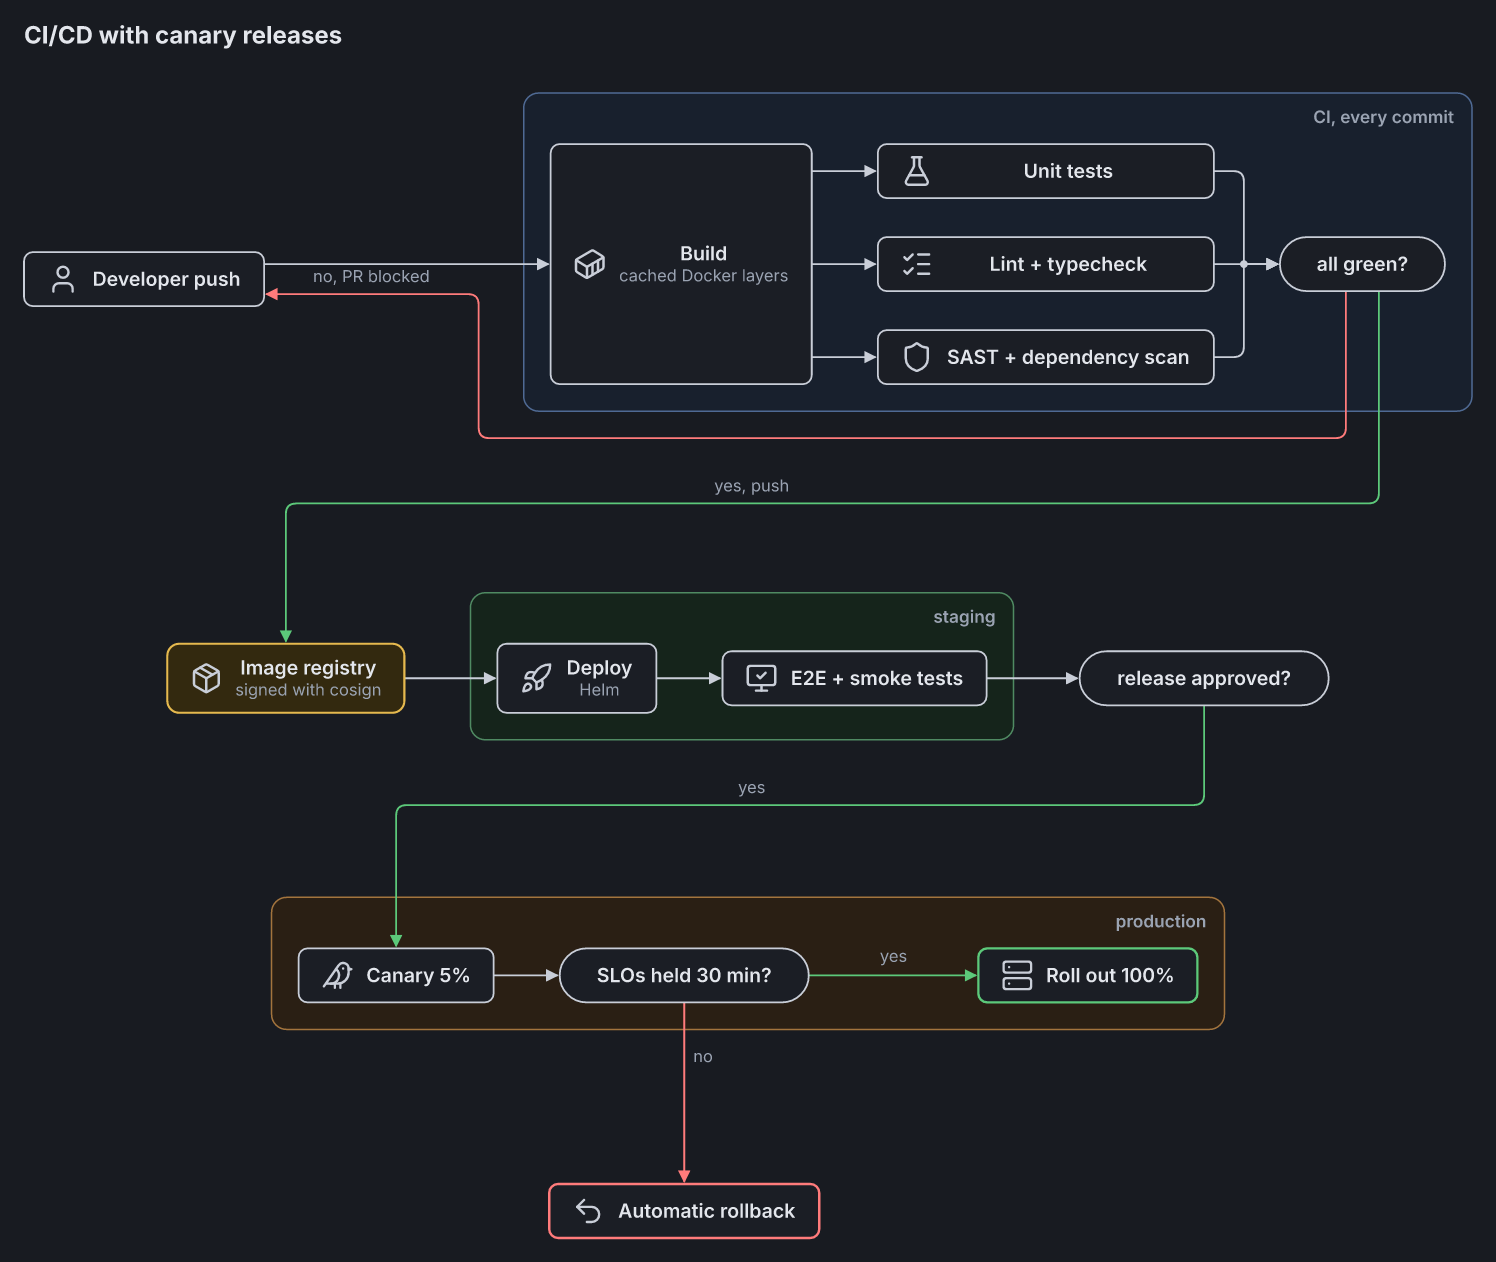 CI/CD with canary releases
CI, every commit
Build
cached Docker layers
Unit tests
Lint + typecheck
SAST + dependency scan
all green?
Developer push
no, PR blocked
yes, push
staging
Image registry
signed with cosign
Deploy
Helm
E2E + smoke tests
release approved?
yes
production
Canary 5%
SLOs held 30 min?
yes
Roll out 100%
no
Automatic rollback